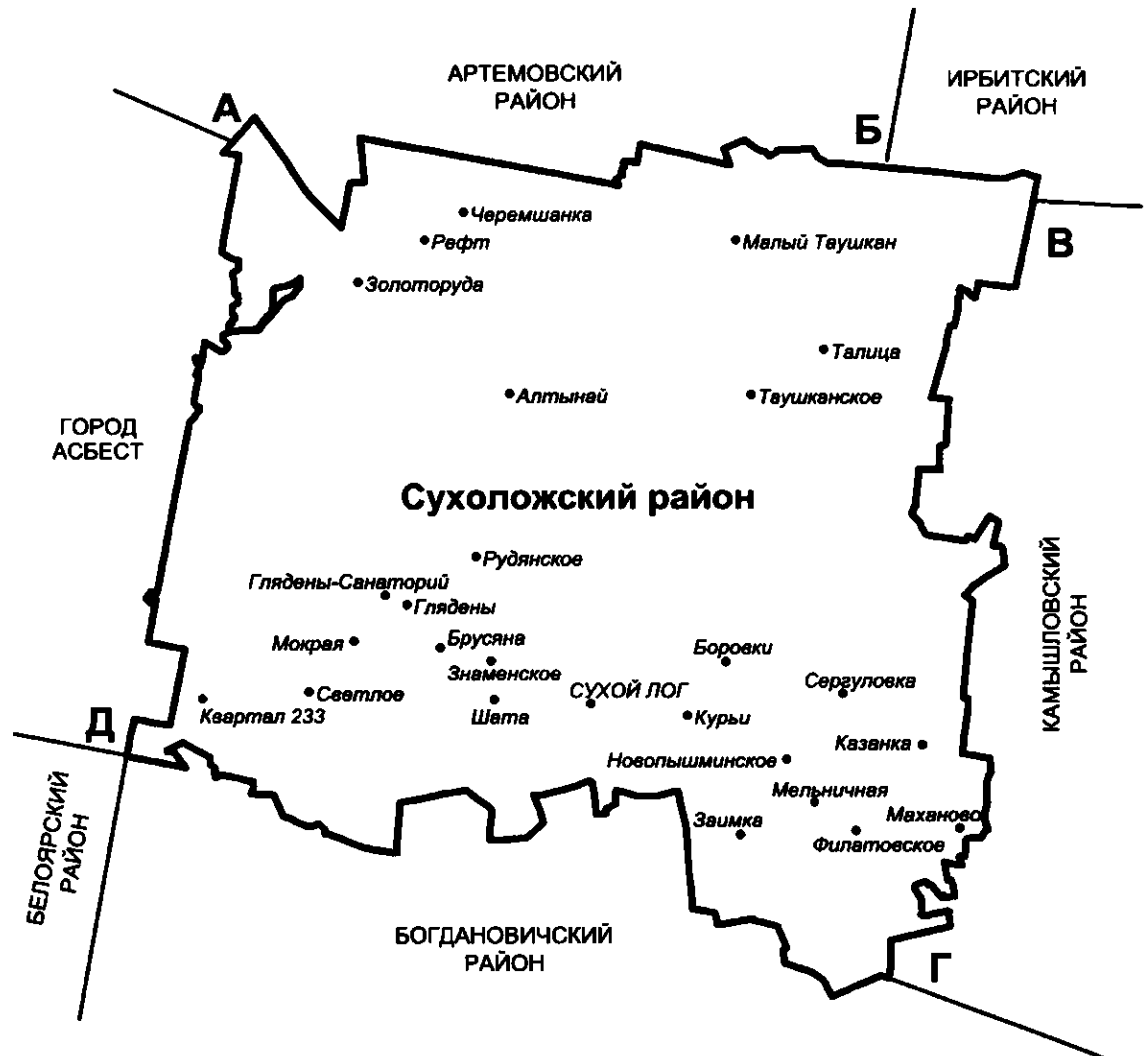 АРТЕМОВСКИЙ
РАЙОН
ИРБИТСКИЙ
РАЙОН
А
Б
В
Черемшанка
Рефт
Малый Таушкан
Золоторуда
Талица
Алтынай
Таушканское
ГОРОД
АСБЕСТ
Сухоложский район
Рудянское
Глядены-Санаторий
Глядены
КАМЫШЛОВСКИЙ
РАЙОН
Мокрая
Брусяна
Боровки
Знаменское
Сергуловка
Светлое
СУХОЙ ЛОГ
Квартал 233
Шата
Курьи
Д
Казанка
Новопышминское
Мельничная
Заимка
Маханово
Филатовское
БЕЛОЯРСКИЙ
РАЙОН
БОГДАНОВИЧСКИЙ
РАЙОН
Г